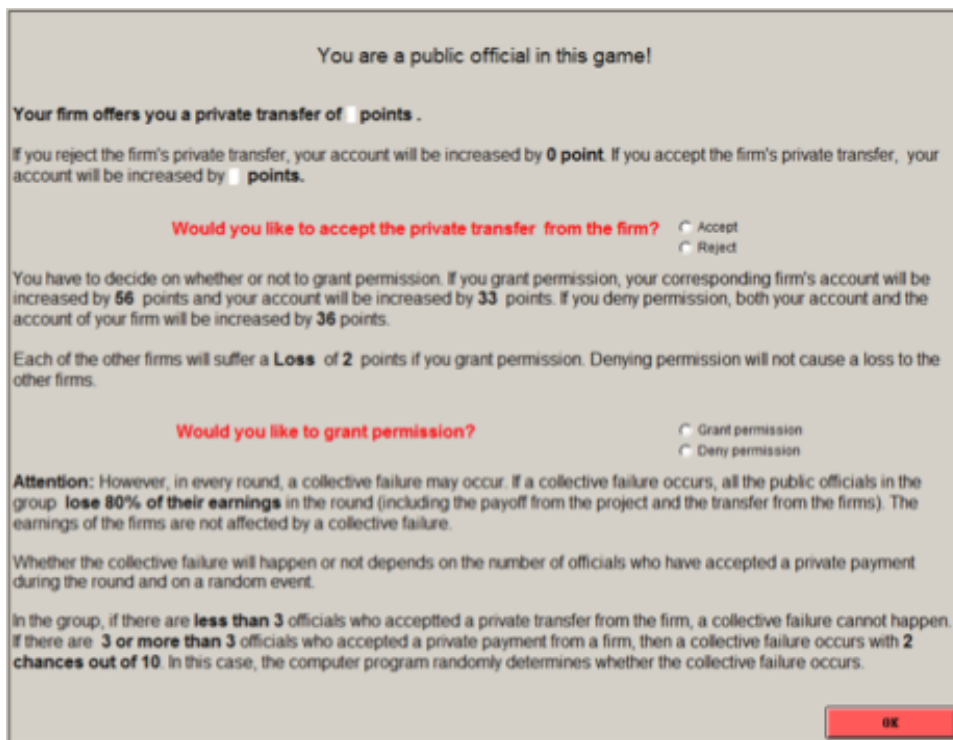 You are a public official in this game!
Your firm offers you a private transfer of points .
If you reject the firm's private transfer, your account will be increased by 0 point. If you accept the firm's private transfer, your
account will be increased by points.
Would you like to accept the private transfer from the firm? Accept
Reject
You have to decide on whether or not to grant permission. If you grant permission, your corresponding firm's account will be
increased by 56 points and your account will be increased by 33 points. If you deny permission, both your account and the
account of your firm will be increased by 36 points.
Each of the other firms will suffer a Loss of 2 points if you grant permission. Denying permission will not cause a loss to the
other firms.
Would you like to grant permission? Grant permission
Deny permission
Attention: However, in every round, a collective failure may occur. If a collective failure occurs, all the public officials in the
group lose 80% of their earnings in the round (including the payoff from the project and the transfer from the firms). The
earnings of the firms are not affected by a collective failure.
Whether the collective failure will happen or not depends on the number of officials who have accepted a private payment
during the round and on a random event.
In the group, if there are less than 3 officials who acceptted a private transfer from the firm, a collective failure cannot happen.
If there are 3 or more than 3 officials who accepted a private payment from a firm, then a collective failure occurs with 2
chances out of 10. In this case, the computer program randomly determines whether the collective failure occurs.
OK